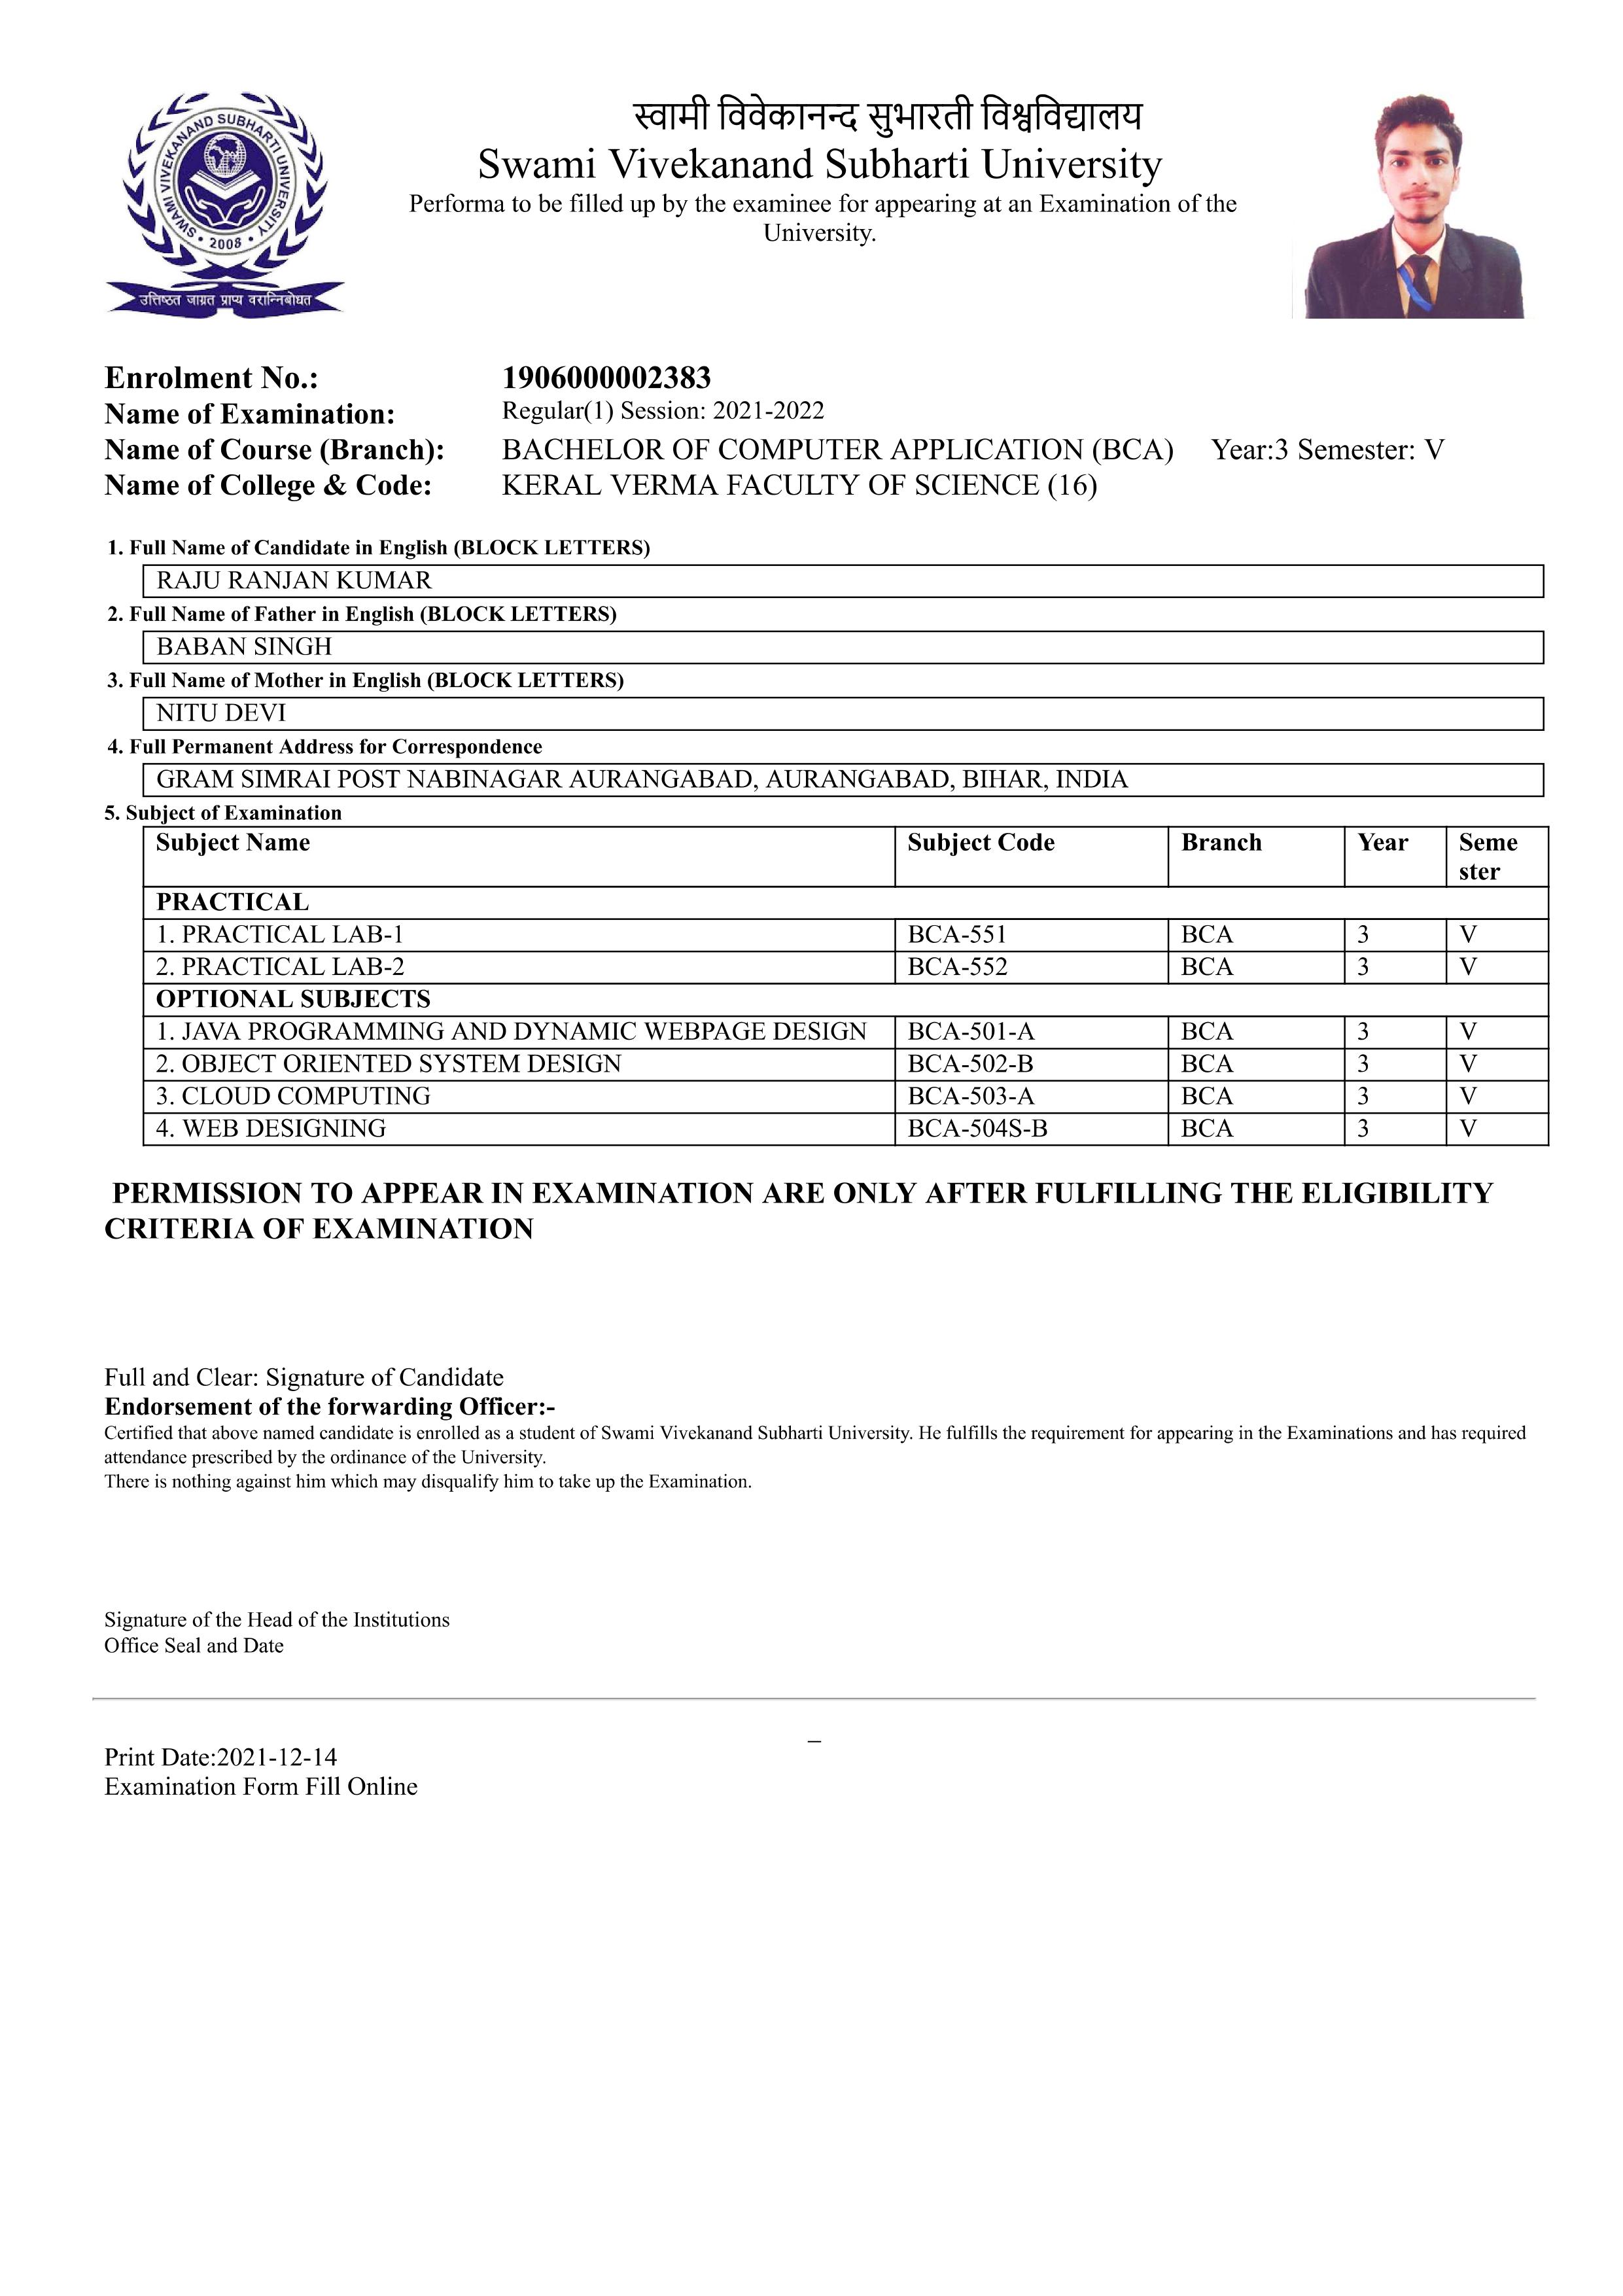 स्वामी विवेकानन्द सुभारती विश्वविद्यालय
Swami Vivekanand Subharti University
Performa to be filled up by the examinee for appearing at an Examination of the
University.
SWAMI VIVEKANAND SUBHARTI UNIVERSITY
2008
उत्तिष्ठत जाग्रत प्राप्य वरान्निबोधत
Enrolment No.: 1906000002383
Name of Examination: Regular(1) Session: 2021-2022
Name of Course (Branch): BACHELOR OF COMPUTER APPLICATION (BCA) Year:3 Semester: V
Name of College & Code: KERAL VERMA FACULTY OF SCIENCE (16)
1. Full Name of Candidate in English (BLOCK LETTERS)
RAJU RANJAN KUMAR
2. Full Name of Father in English (BLOCK LETTERS)
BABAN SINGH
3. Full Name of Mother in English (BLOCK LETTERS)
NITU DEVI
4. Full Permanent Address for Correspondence
GRAM SIMRAI POST NABINAGAR AURANGABAD, AURANGABAD, BIHAR, INDIA
5. Subject of Examination
Subject Name Subject Code Branch Year Seme
ster
PRACTICAL
1. PRACTICAL LAB-1 BCA-551 BCA 3 V
2. PRACTICAL LAB-2 BCA-552 BCA 3 V
OPTIONAL SUBJECTS
1. JAVA PROGRAMMING AND DYNAMIC WEBPAGE DESIGN BCA-501-A BCA 3 V
2. OBJECT ORIENTED SYSTEM DESIGN BCA-502-B BCA 3 V
3. CLOUD COMPUTING BCA-503-A BCA 3 V
4. WEB DESIGNING BCA-504S-B BCA 3 V
PERMISSION TO APPEAR IN EXAMINATION ARE ONLY AFTER FULFILLING THE ELIGIBILITY
CRITERIA OF EXAMINATION
Full and Clear: Signature of Candidate
Endorsement of the forwarding Officer:-
Certified that above named candidate is enrolled as a student of Swami Vivekanand Subharti University. He fulfills the requirement for appearing in the Examinations and has required
attendance prescribed by the ordinance of the University.
There is nothing against him which may disqualify him to take up the Examination.
Signature of the Head of the Institutions
Office Seal and Date
_
Print Date:2021-12-14
Examination Form Fill Online